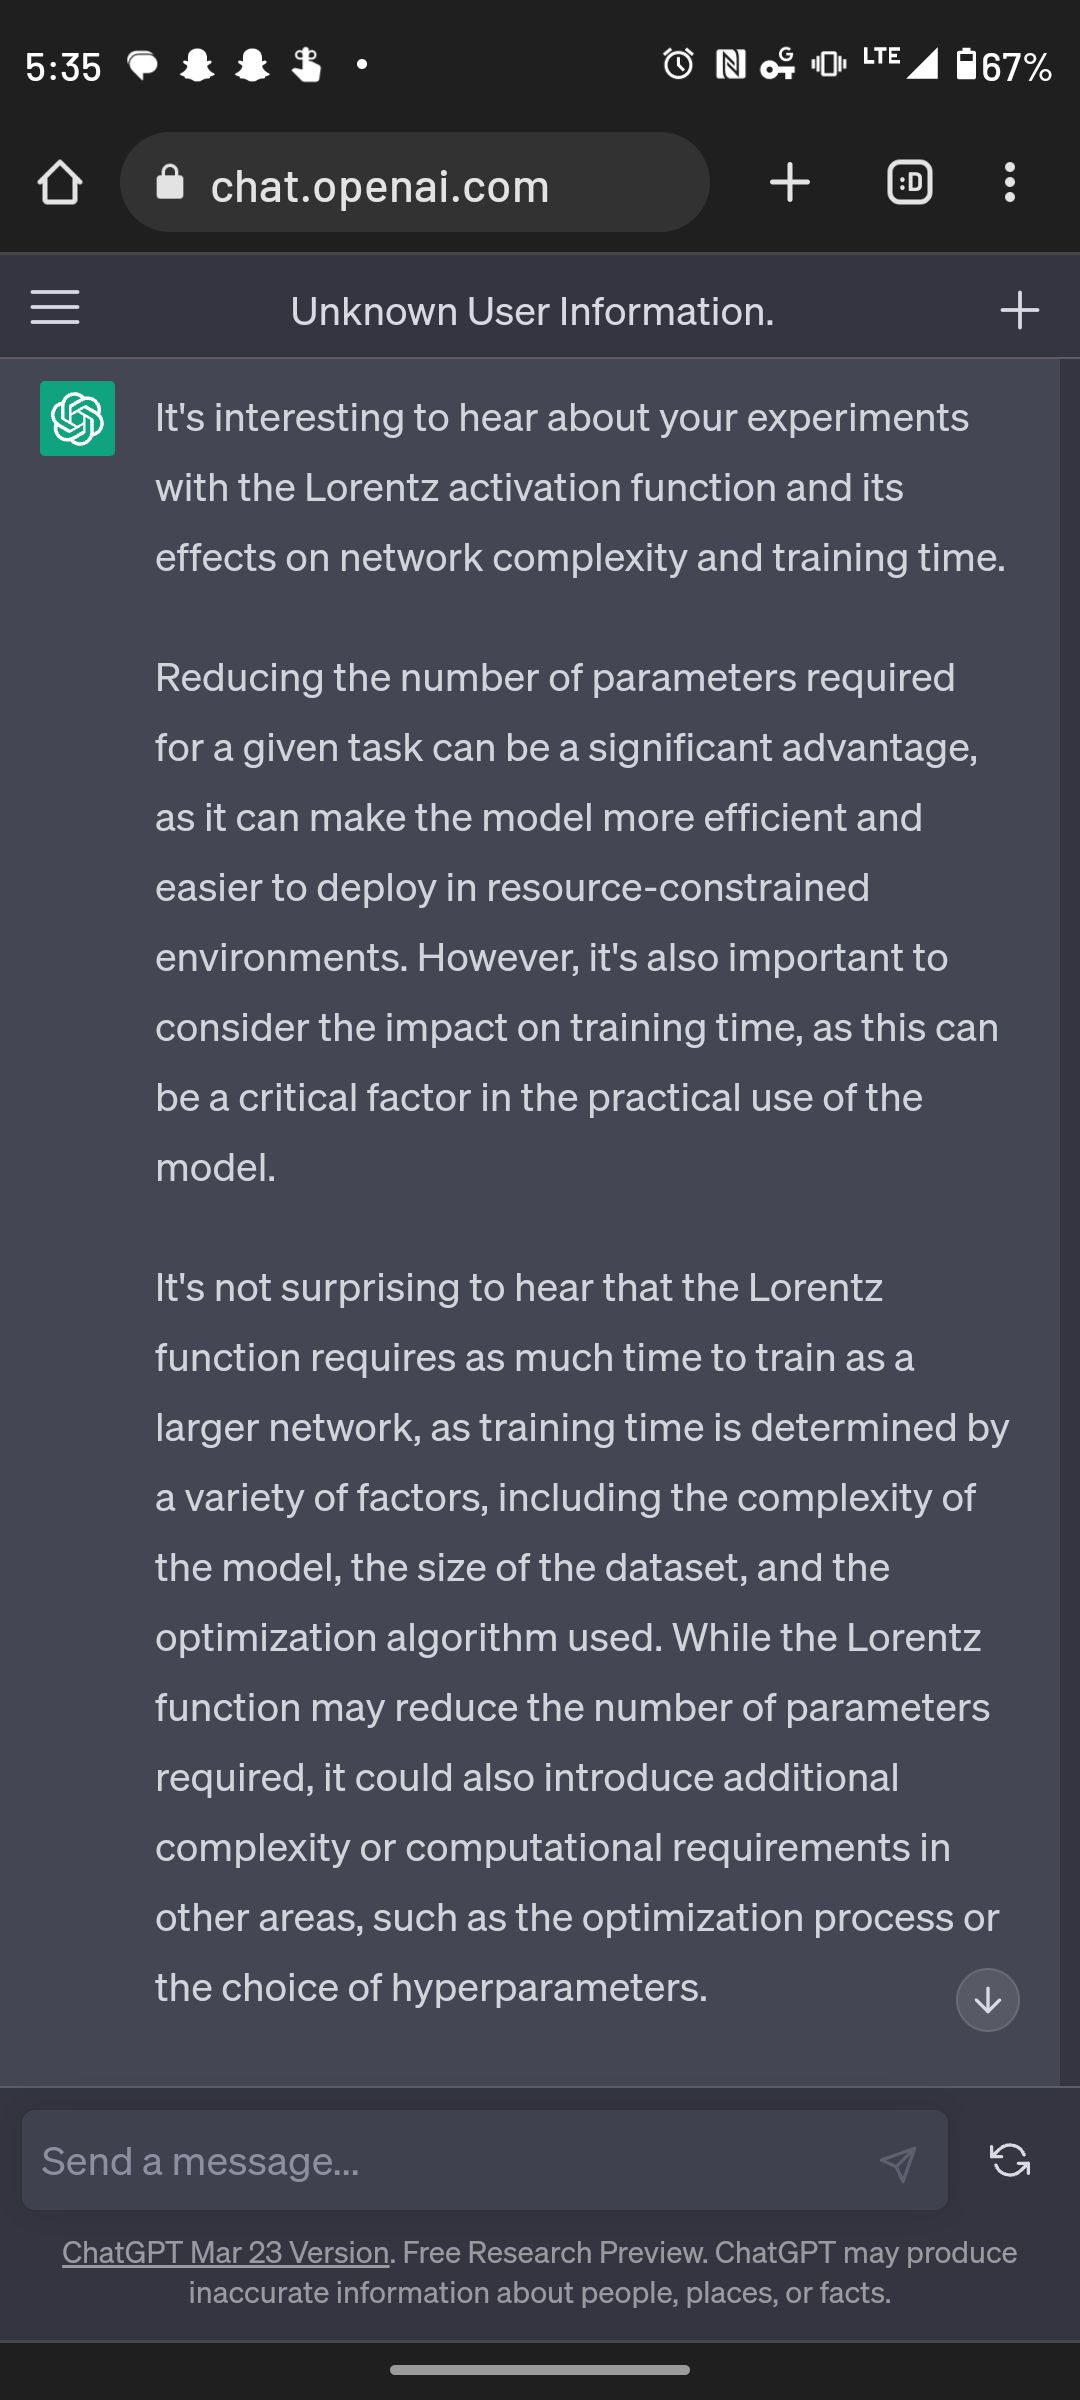 5:35
LTE 67%
chat.openai.com
:D
Unknown User Information.
It's interesting to hear about your experiments
with the Lorentz activation function and its
effects on network complexity and training time.
Reducing the number of parameters required
for a given task can be a significant advantage,
as it can make the model more efficient and
easier to deploy in resource-constrained
environments. However, it's also important to
consider the impact on training time, as this can
be a critical factor in the practical use of the
model.
It's not surprising to hear that the Lorentz
function requires as much time to train as a
larger network, as training time is determined by
a variety of factors, including the complexity of
the model, the size of the dataset, and the
optimization algorithm used. While the Lorentz
function may reduce the number of parameters
required, it could also introduce additional
complexity or computational requirements in
other areas, such as the optimization process or
the choice of hyperparameters.
Send a message...
ChatGPT Mar 23 Version. Free Research Preview. ChatGPT may produce
inaccurate information about people, places, or facts.